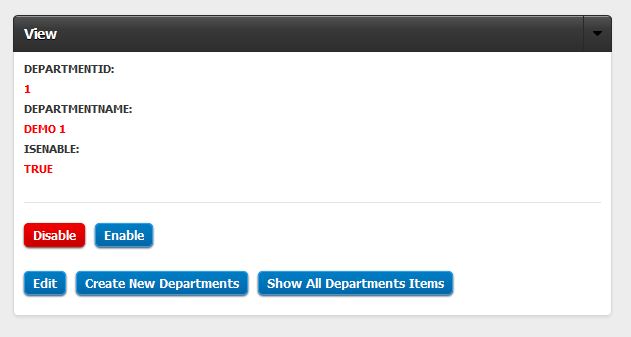 View
DEPARTMENTID:
1
DEPARTMENTNAME:
DEMO 1
ISENABLE:
TRUE
Disable Enable
Edit Create New Departments Show All Departments Items